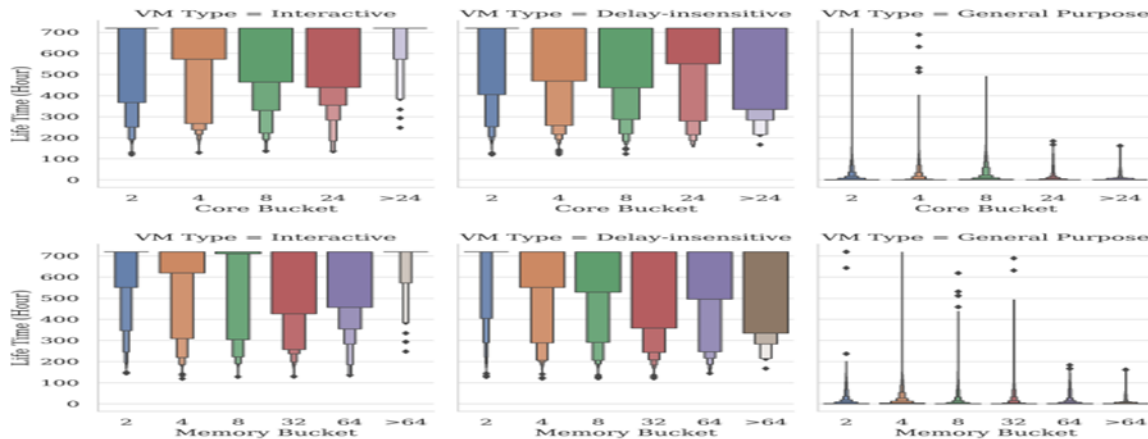 VM Type = Interactive VM Type = Delay-insensitive VM Type = General Purpose
Life Time (Hour)
700
600
500
400
300
200
100
0
2 4 8 24 >24 2 4 8 24 >24 2 4 8 24 >24
Core Bucket Core Bucket Core Bucket
VM Type = Interactive VM Type = Delay-insensitive VM Type = General Purpose
Life Time (Hour)
700
600
500
400
300
200
100
0
2 4 8 32 64 >64 2 4 8 32 64 >64 2 4 8 32 64 >64
Memory Bucket Memory Bucket Memory Bucket